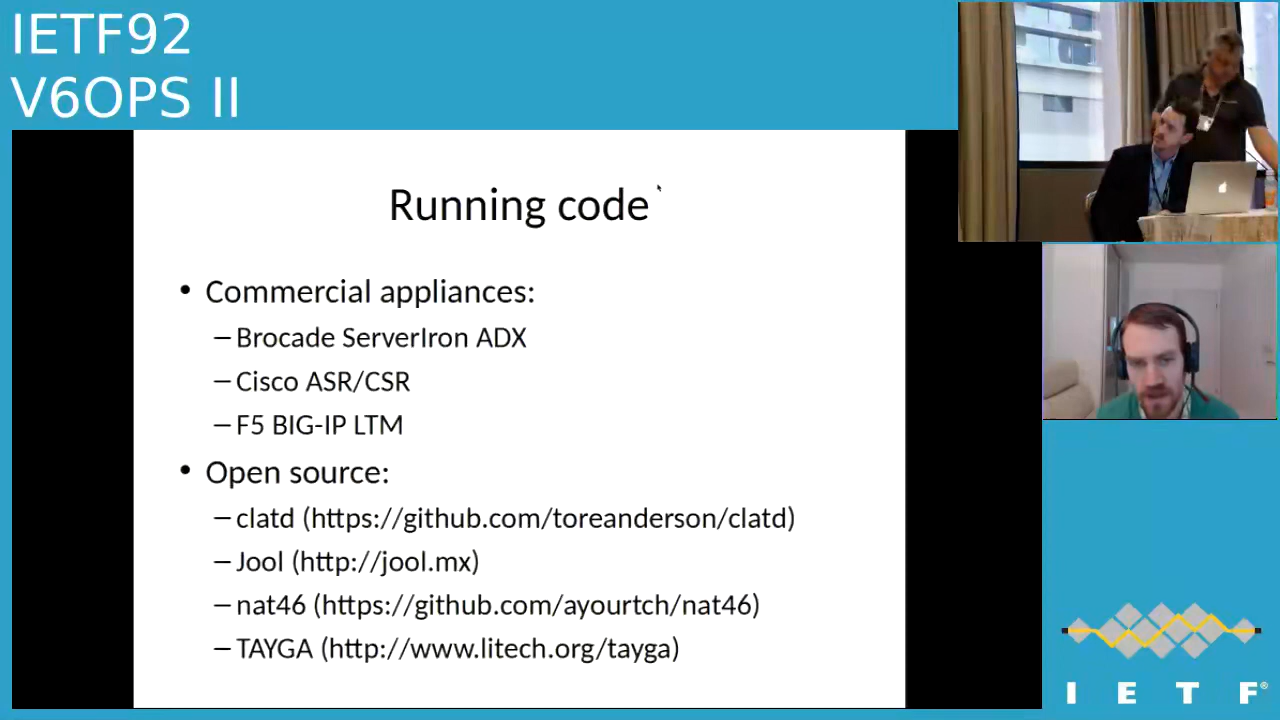 IETF92
V6OPS II
Running code
• Commercial appliances:
– Brocade ServerIron ADX
– Cisco ASR/CSR
– F5 BIG-IP LTM
• Open source:
– clatd (https://github.com/toreanderson/clatd)
– Jool (http://jool.mx)
– nat46 (https://github.com/ayourtch/nat46)
– TAYGA (http://www.litech.org/tayga)
I E T F®